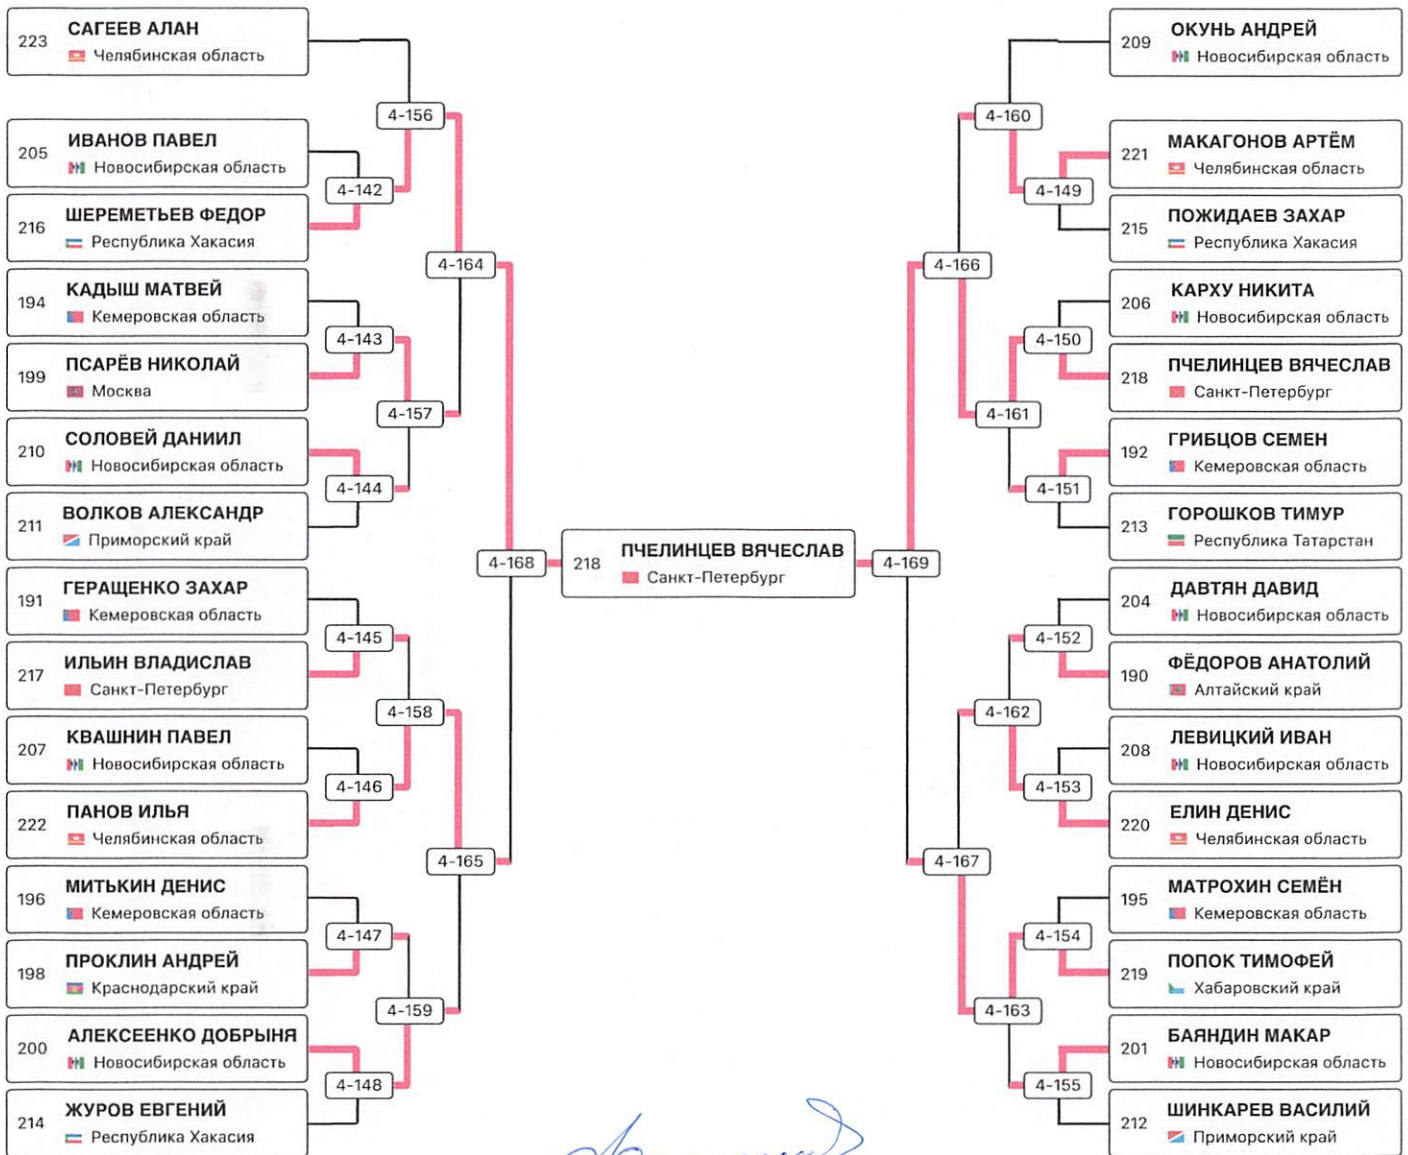 223 САГЕЕВ АЛАН
Челябинская область
4-156
205 ИВАНОВ ПАВЕЛ
Новосибирская область
4-142
216 ШЕРЕМЕТЬЕВ ФЕДОР
Республика Хакасия
4-164
194 КАДЫШ МАТВЕЙ
Кемеровская область
4-143
199 ПСАРЁВ НИКОЛАЙ
Москва
4-157
210 СОЛОВЕЙ ДАНИИЛ
Новосибирская область
4-144
211 ВОЛКОВ АЛЕКСАНДР
Приморский край
4-168
191 ГЕРАЩЕНКО ЗАХАР
Кемеровская область
4-145
217 ИЛЬИН ВЛАДИСЛАВ
Санкт-Петербург
4-158
207 КВАШНИН ПАВЕЛ
Новосибирская область
4-146
222 ПАНОВ ИЛЬЯ
Челябинская область
4-165
196 МИТЬКИН ДЕНИС
Кемеровская область
4-147
198 ПРОКЛИН АНДРЕЙ
Краснодарский край
4-159
200 АЛЕКСЕЕНКО ДОБРЫНЯ
Новосибирская область
4-148
214 ЖУРОВ ЕВГЕНИЙ
Республика Хакасия
218 ПЧЕЛИНЦЕВ ВЯЧЕСЛАВ
Санкт-Петербург
209 ОКУНЬ АНДРЕЙ
Новосибирская область
4-160
221 МАКАГОНОВ АРТЁМ
Челябинская область
4-149
215 ПОЖИДАЕВ ЗАХАР
Республика Хакасия
4-166
206 КАРХУ НИКИТА
Новосибирская область
4-150
218 ПЧЕЛИНЦЕВ ВЯЧЕСЛАВ
Санкт-Петербург
4-161
192 ГРИБЦОВ СЕМЕН
Кемеровская область
4-151
213 ГОРОШКОВ ТИМУР
Республика Татарстан
4-169
204 ДАВТЯН ДАВИД
Новосибирская область
4-152
190 ФЁДОРОВ АНАТОЛИЙ
Алтайский край
4-162
208 ЛЕВИЦКИЙ ИВАН
Новосибирская область
4-153
220 ЕЛИН ДЕНИС
Челябинская область
4-167
195 МАТРОХИН СЕМЁН
Кемеровская область
4-154
219 ПОПОК ТИМОФЕЙ
Хабаровский край
4-163
201 БАЯНДИН МАКАР
Новосибирская область
4-155
212 ШИНКАРЕВ ВАСИЛИЙ
Приморский край